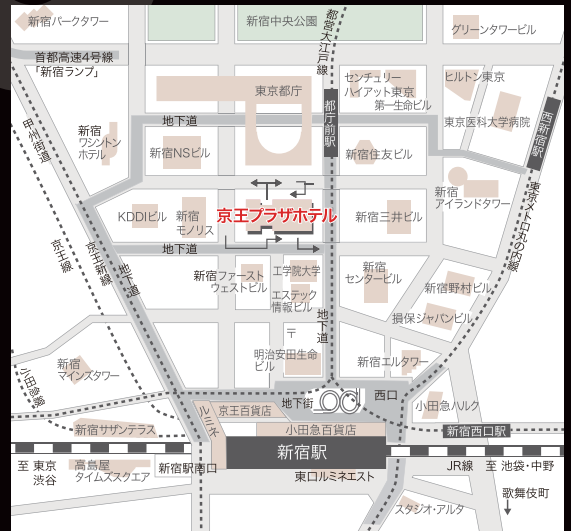 新宿パークタワー
新宿中央公園
都営大江戸線
グリーンタワービル
首都高速4号線
「新宿ランプ」
東京都庁
センチュリー
ハイアット東京
第一生命ビル
ヒルトン東京
都庁前駅
西新宿駅
甲州街道
地下道
新宿
ワシントン
ホテル
新宿NSビル
新宿住友ビル
東京医科大学病院
東京メトロ丸の内線
KDDIビル
新宿
モノリス
京王プラザホテル
新宿三井ビル
新宿
アイランドタワー
京王線
京王新線
地下道
地下道
新宿ファースト
ウェストビル
工学院大学
エステック
情報ビル
新宿
センタービル
新宿野村ビル
損保ジャパンビル
地下道
〒
明治安田生命
ビル
新宿エルタワー
新宿
マインズタワー
小田急線
地下街
西口
ルミネ
京王百貨店
小田急百貨店
小田急ハルク
新宿サザンテラス
新宿西口駅
新宿駅
至 東京
渋谷
高島屋
タイムズスクエア
新宿駅南口
東口ルミネエスト
JR線
至 池袋・中野
歌舞伎町
スタジオ・アルタ